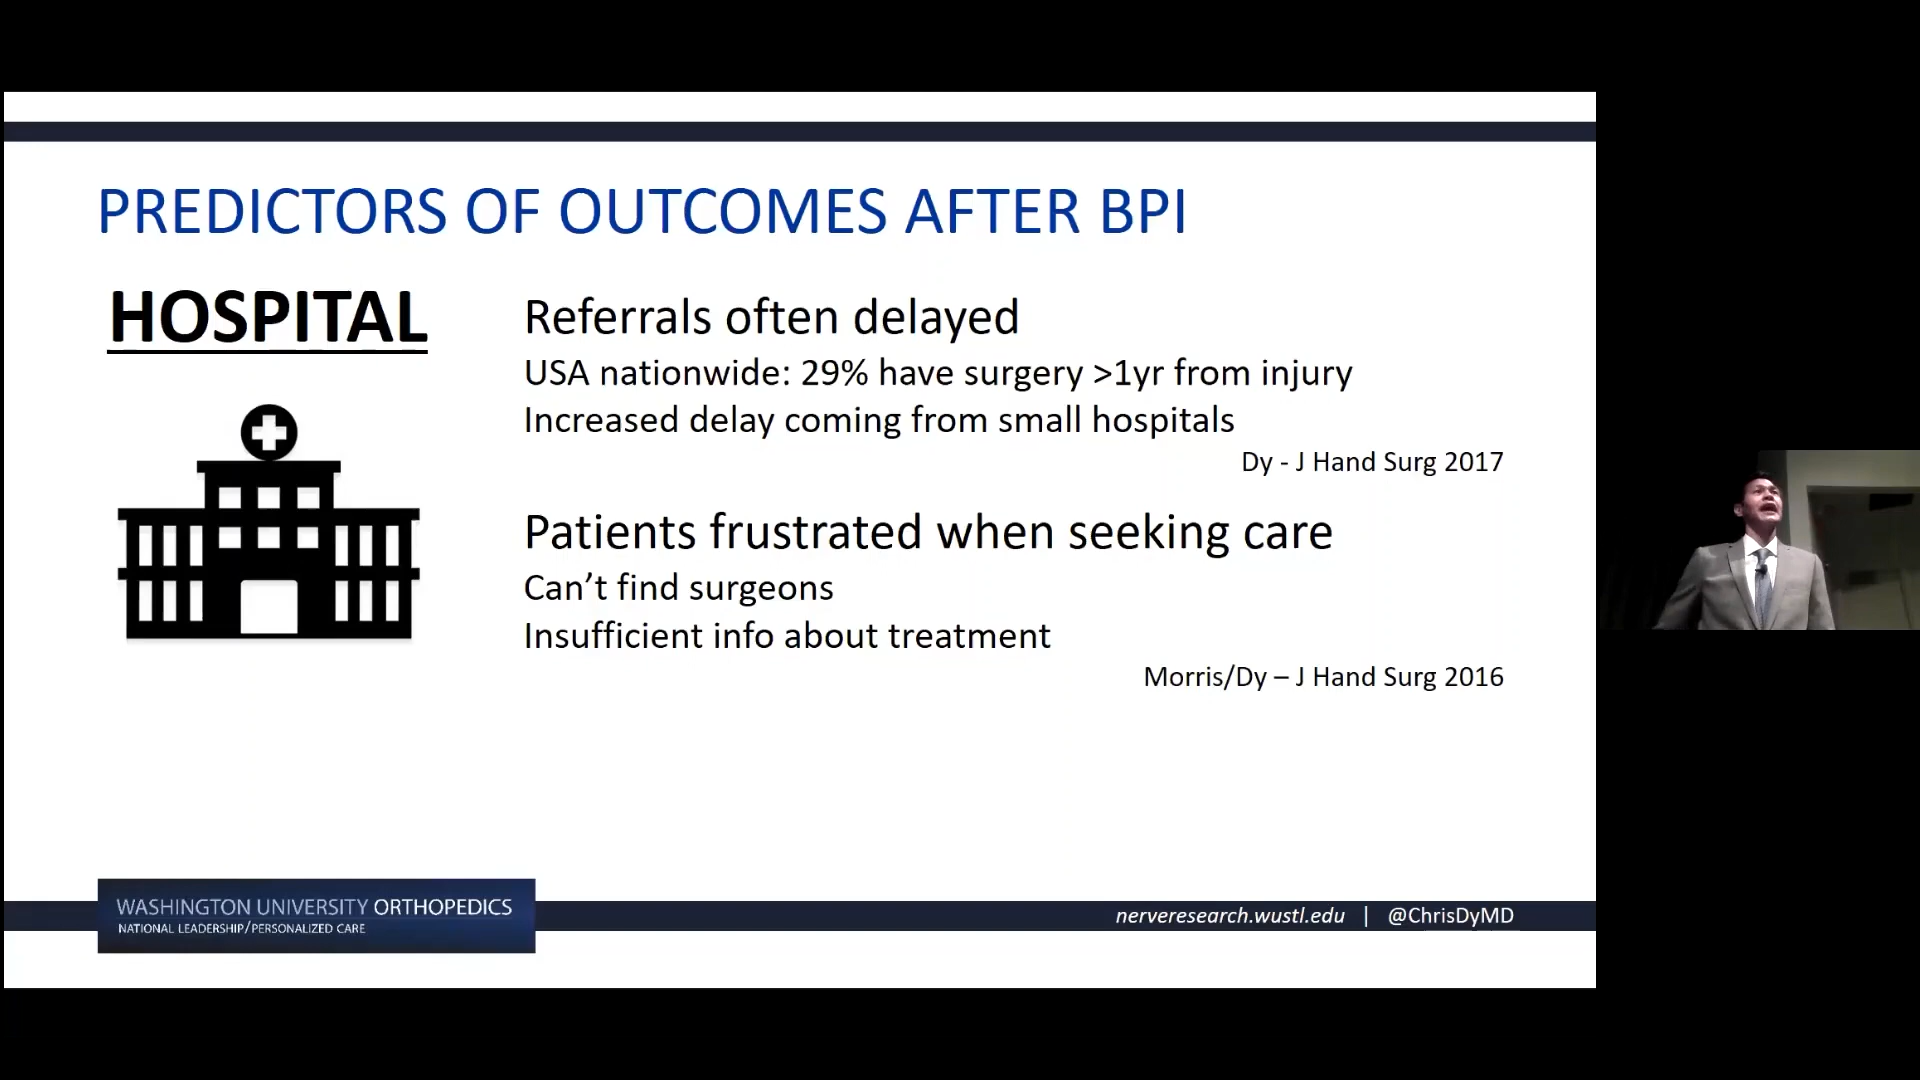 PREDICTORS OF OUTCOMES AFTER BPI
HOSPITAL
Referrals often delayed
USA nationwide: 29% have surgery >1yr from injury
Increased delay coming from small hospitals
Dy - J Hand Surg 2017
Patients frustrated when seeking care
Can’t find surgeons
Insufficient info about treatment
Morris/Dy – J Hand Surg 2016
WASHINGTON UNIVERSITY ORTHOPEDICS
NATIONAL LEADERSHIP/PERSONALIZED CARE
nerveresearch.wustl.edu | @ChrisDyMD